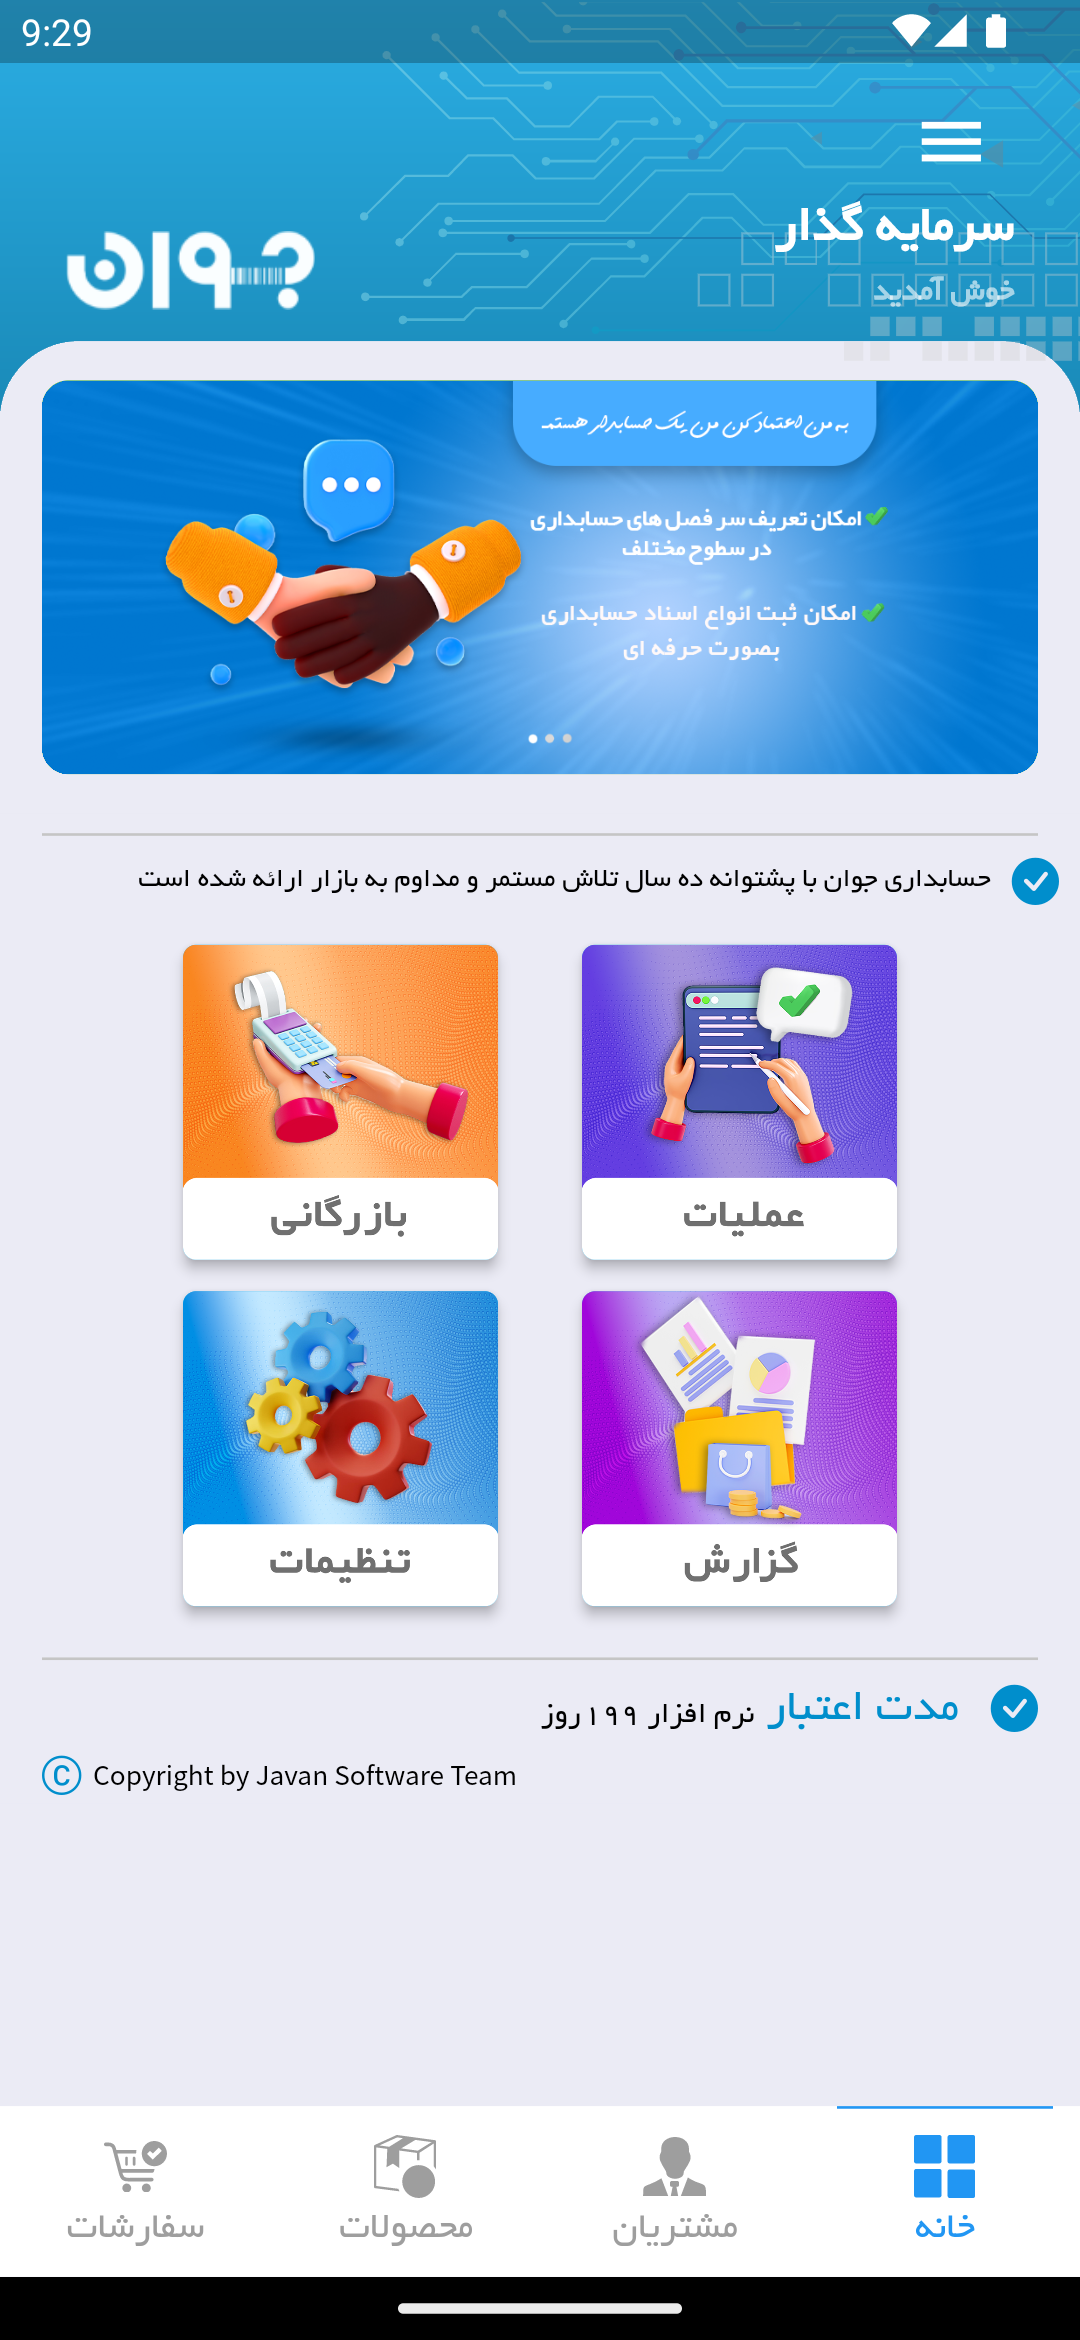 9:29
سرمایه گذار
خوش آمدید
جوان
به من اعتماد کن من یک حسابدار هستم
امکان تعریف سر فصل های حسابداری
در سطوح مختلف
امکان ثبت انواع اسناد حسابداری
بصورت حرفه ای
حسابداری جوان با پشتوانه ده سال تلاش مستمر و مداوم به بازار ارائه شده است
عملیات
بازرگانی
گزارش
تنظیمات
مدت اعتبار نرم افزار ۱۹۹ روز
© Copyright by Javan Software Team
خانه
مشتریان
محصولات
سفارشات